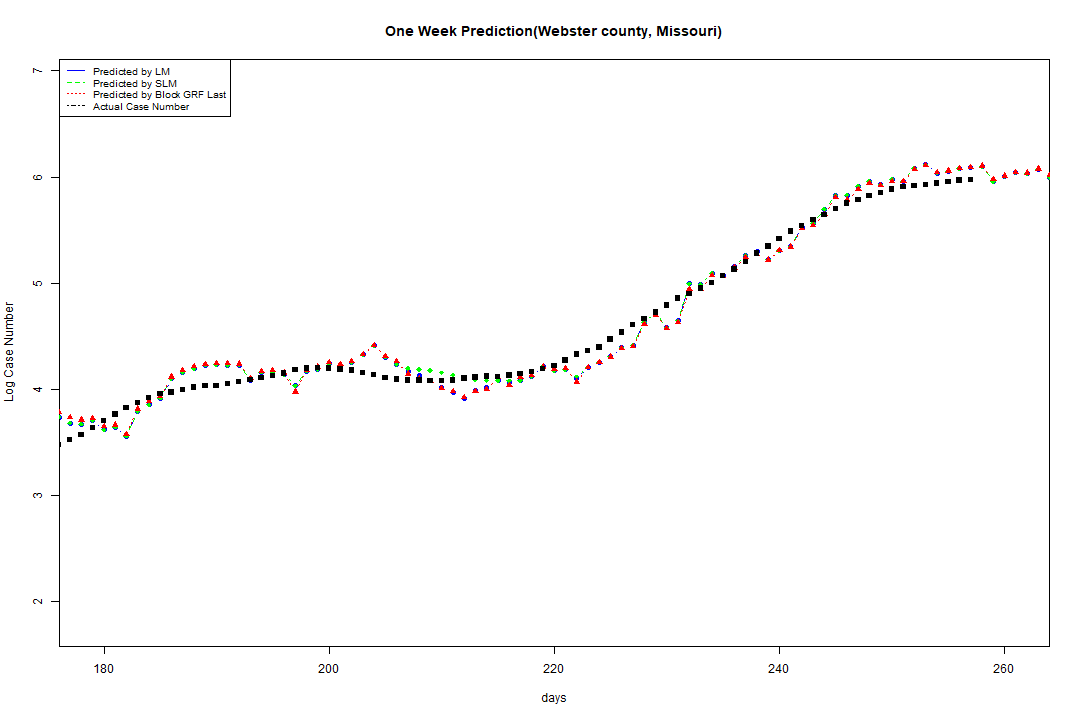 One Week Prediction(Webster county, Missouri)
Predicted by LM
Predicted by SLM
Predicted by Block GRF Last
Actual Case Number
7
6
5
4
3
2
Log Case Number
180 200 220 240 260
days